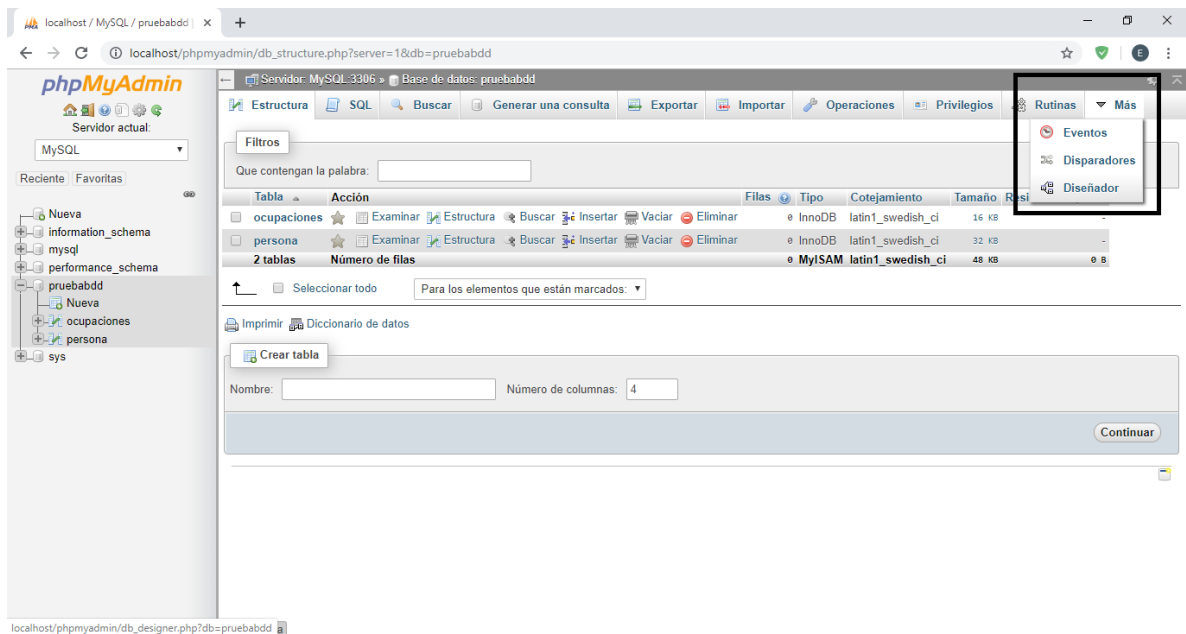 localhost / MySQL / pruebabdd |
localhost/phpmyadmin/db_structure.php?server=1&db=pruebabdd
E
phpMyAdmin
Servidor actual:
MySQL
Reciente Favoritas
Nueva
information_schema
mysql
performance_schema
pruebabdd
Nueva
ocupaciones
persona
sys
Servidor: MySQL:3306 » Base de datos: pruebabdd
Estructura SQL Buscar Generar una consulta Exportar Importar Operaciones Privilegios Rutinas Más
Eventos
Disparadores
Diseñador
Filtros
Que contengan la palabra:
Tabla Acción Filas Tipo Cotejamiento Tamaño
ocupaciones Examinar Estructura Buscar Insertar Vaciar Eliminar 0 InnoDB latin1_swedish_ci 16 KB -
persona Examinar Estructura Buscar Insertar Vaciar Eliminar 0 InnoDB latin1_swedish_ci 32 KB -
2 tablas Número de filas 0 MyISAM latin1_swedish_ci 48 KB 0 B
Seleccionar todo Para los elementos que están marcados:
Imprimir Diccionario de datos
Crear tabla
Nombre: Número de columnas: 4
Continuar
localhost/phpmyadmin/db_designer.php?db=pruebabdd a